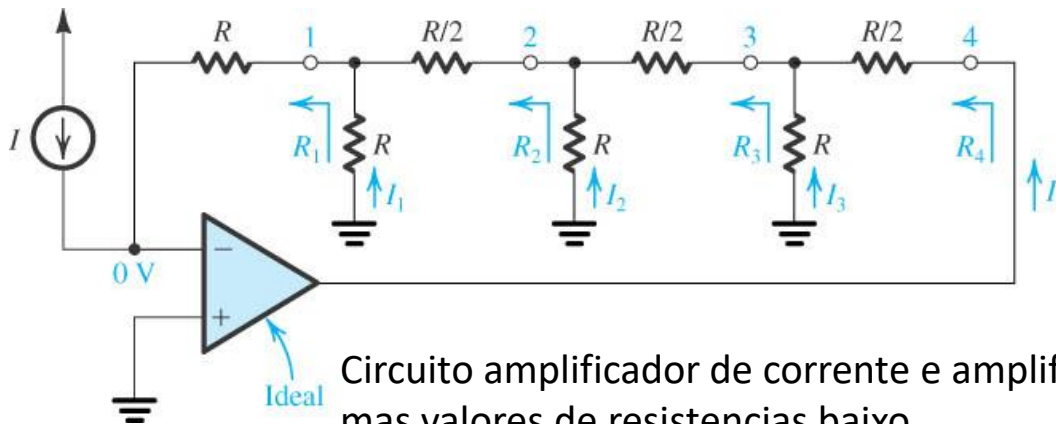 R 1 R/2 2 R/2 3 R/2 4
I R₁ R R₂ R R₃ R R₄
I₁ I₂ I₃ I
0 V
−
+
Ideal
Circuito amplificador de corrente e
mas valores de resistencias baixo